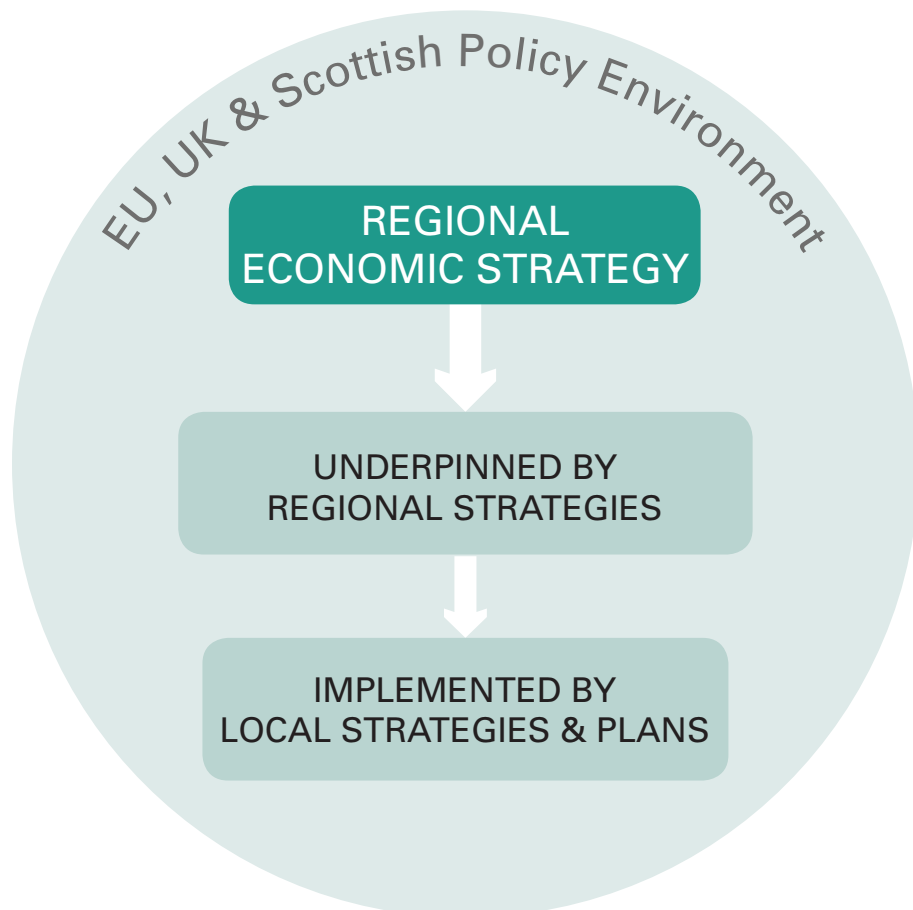 EU, UK & Scottish Policy Environment
REGIONAL
ECONOMIC STRATEGY
UNDERPINNED BY
REGIONAL STRATEGIES
IMPLEMENTED BY
LOCAL STRATEGIES & PLANS